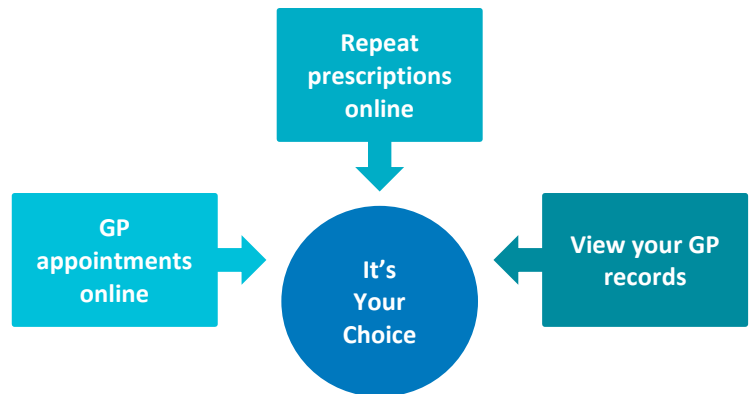 Repeat
prescriptions
online
GP
appointments
online
It’s
Your
Choice
View your GP
records